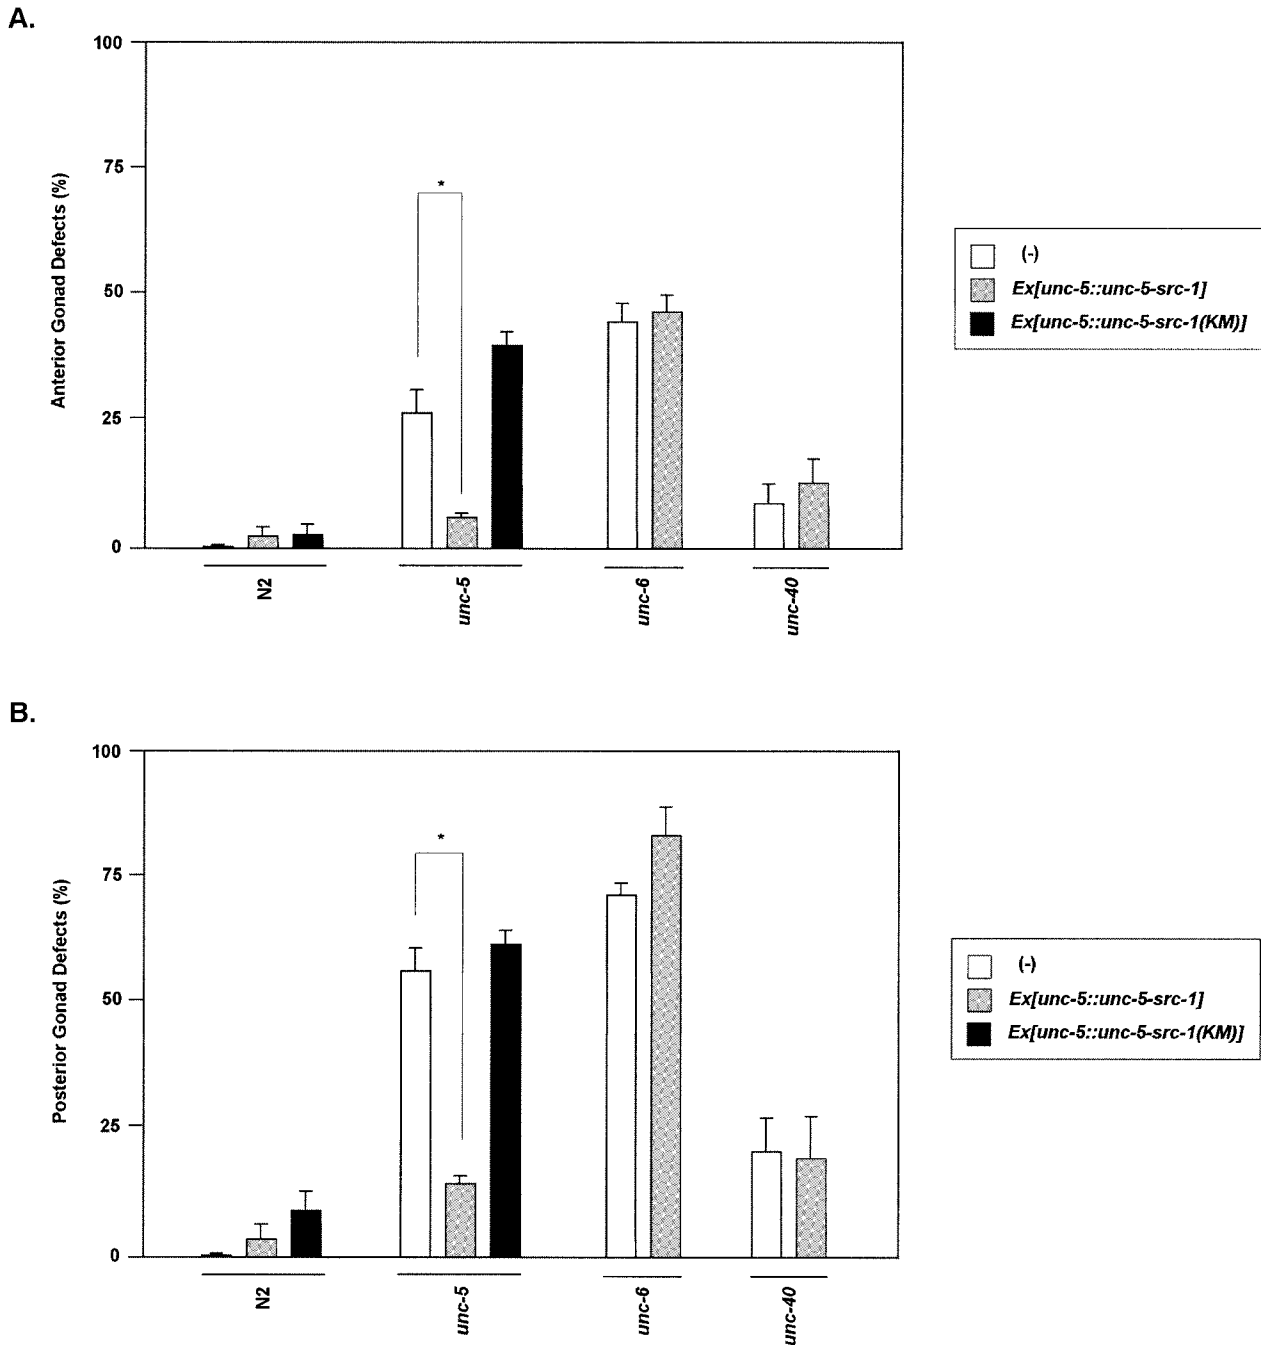 A.
100
75
50
25
0
Anterior Gonad Defects (%)
*
N2
unc-5
unc-6
unc-40
(-)
Ex[unc-5::unc-5-src-1]
Ex[unc-5::unc-5-src-1(KM)]
B.
100
75
50
25
0
Posterior Gonad Defects (%)
*
N2
unc-5
unc-6
unc-40
(-)
Ex[unc-5::unc-5-src-1]
Ex[unc-5::unc-5-src-1(KM)]